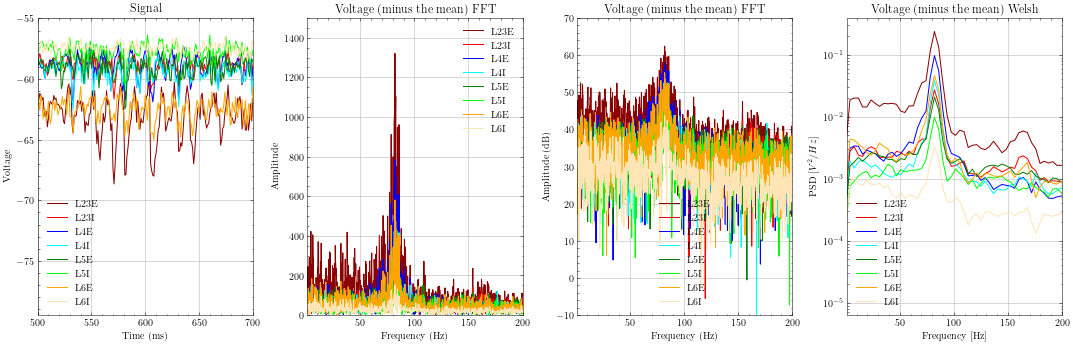 Signal
−55
−60
−65
−70
−75
Voltage
L23E
L23I
L4E
L4I
L5E
L5I
L6E
L6I
500
550
600
650
700
Time (ms)
Voltage (minus the mean) FFT
1400
1200
1000
800
600
400
200
0
Amplitude
L23E
L23I
L4E
L4I
L5E
L5I
L6E
L6I
50
100
150
200
Frequency (Hz)
Voltage (minus the mean) FFT
70
60
50
40
30
20
10
0
−10
Amplitude (dB)
L23E
L23I
L4E
L4I
L5E
L5I
L6E
L6I
50
100
150
200
Frequency (Hz)
Voltage (minus the mean) Welsh
10⁻¹
10⁻²
10⁻³
10⁻⁴
10⁻⁵
PSD [V²/Hz]
L23E
L23I
L4E
L4I
L5E
L5I
L6E
L6I
50
100
150
200
Frequency [Hz]